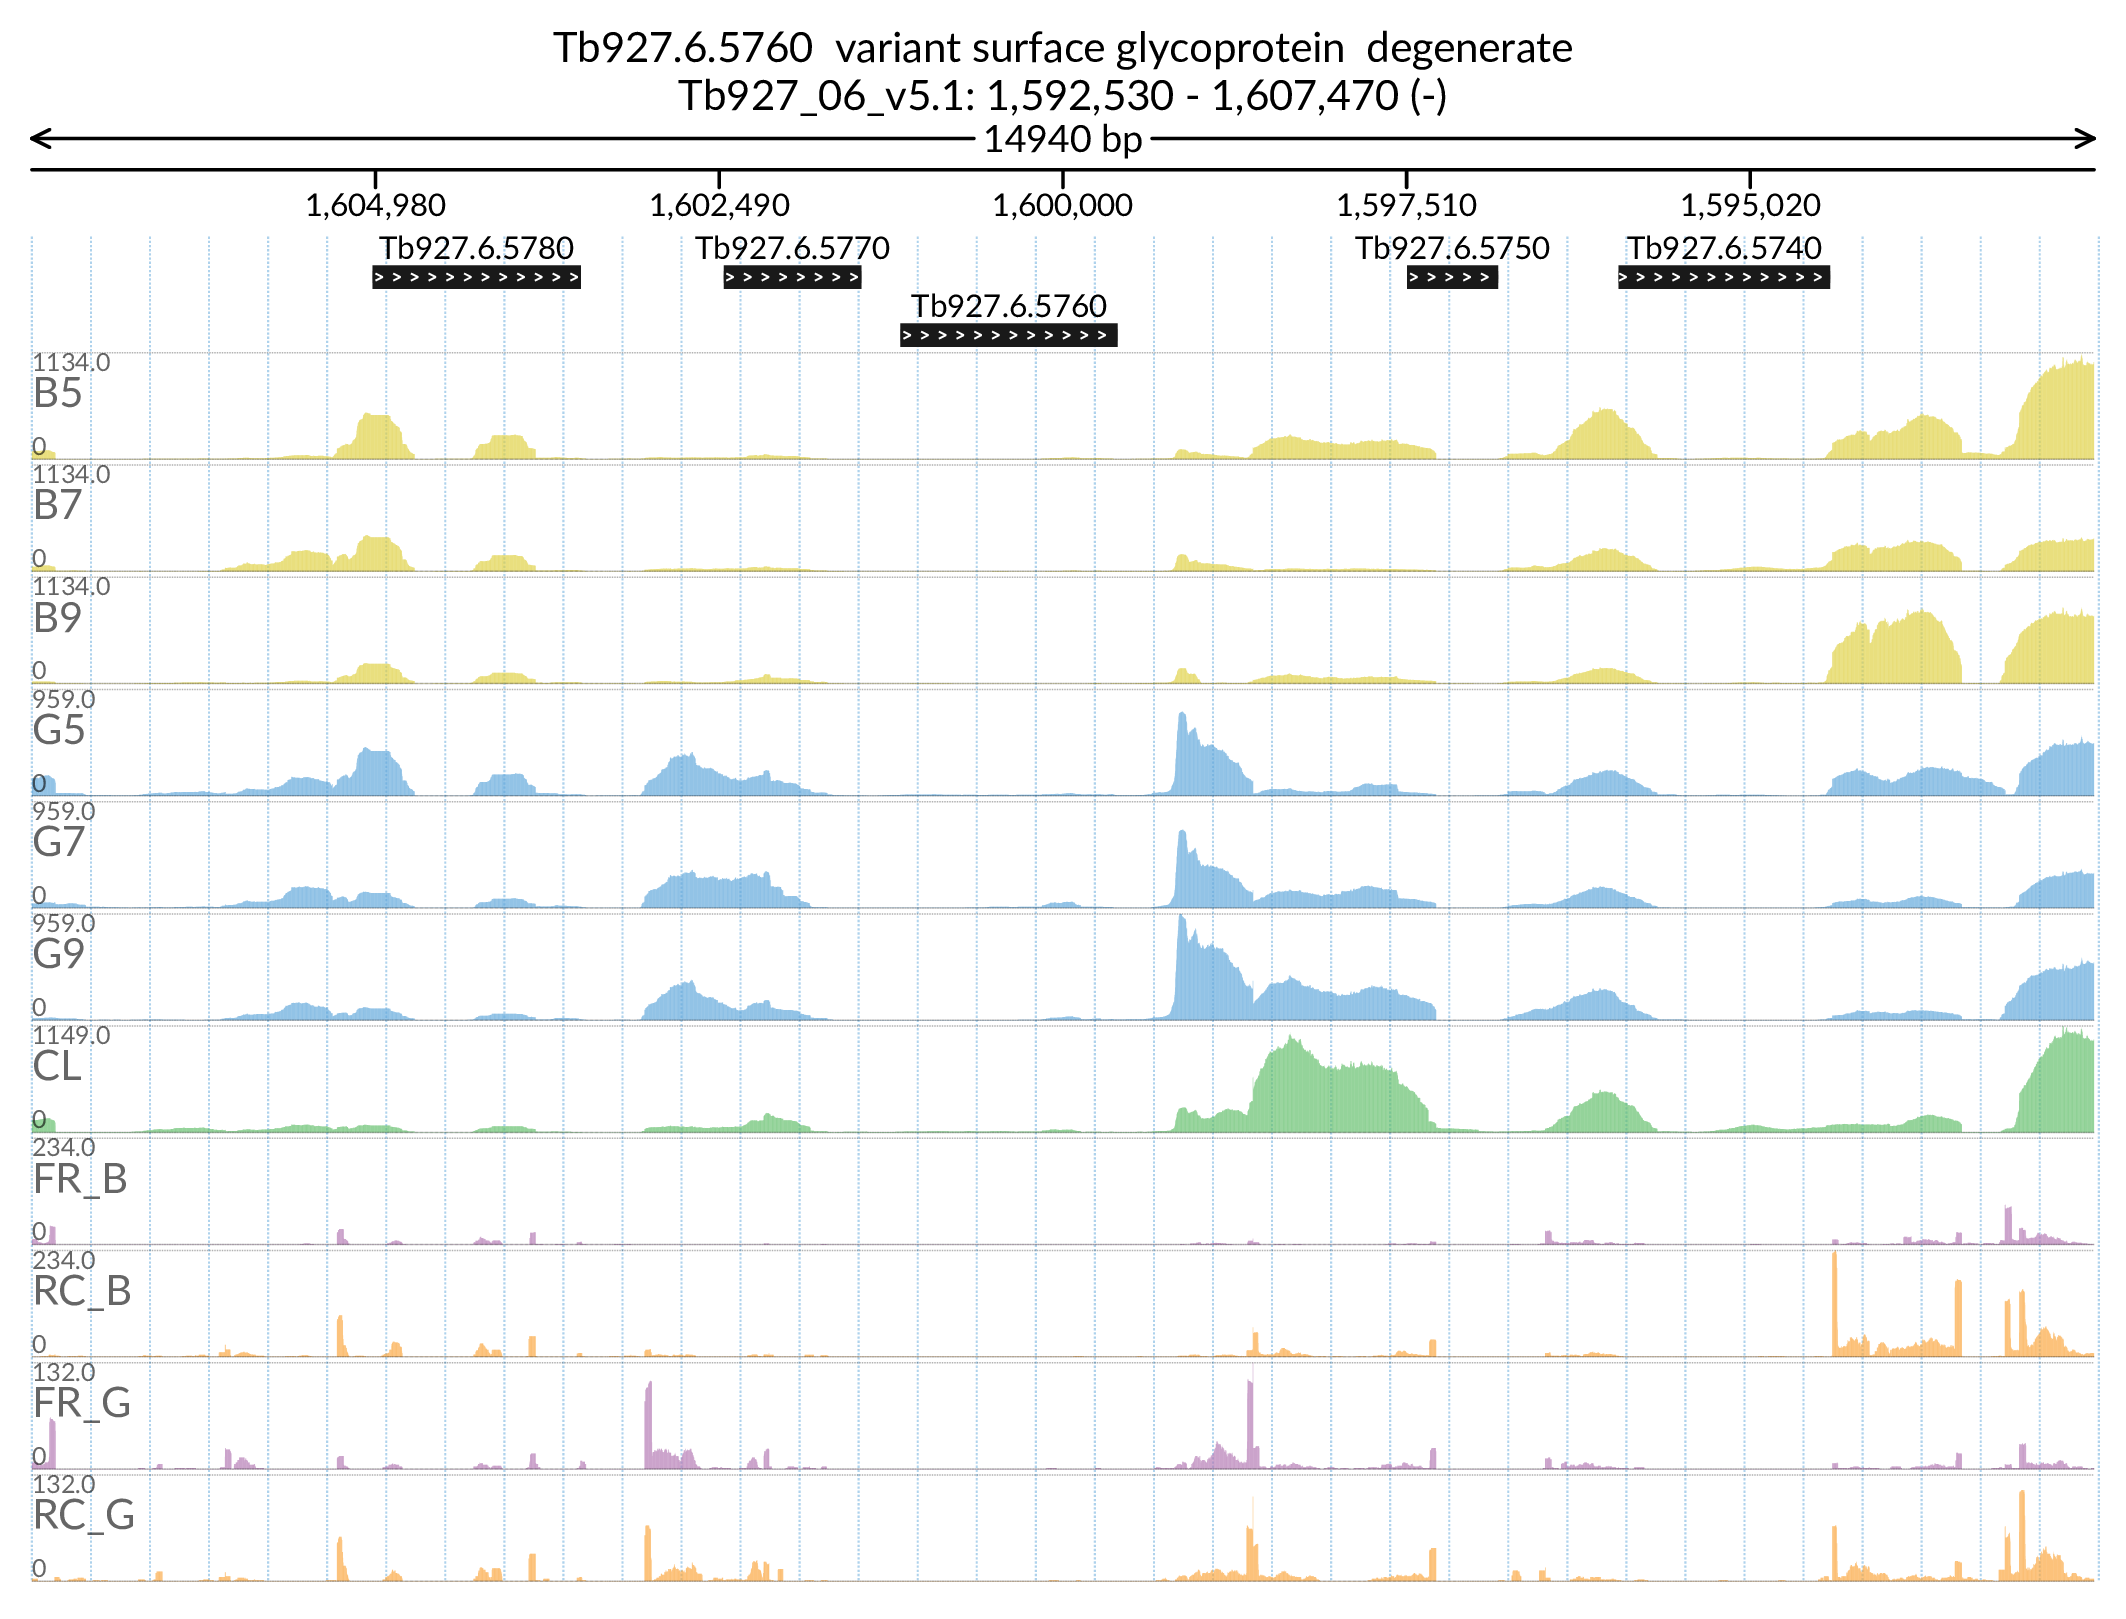 Tb927.6.5760  variant surface glycoprotein  degenerate
Tb927_06_v5.1: 1,592,530 - 1,607,470 (-)
14940 bp
1,604,980 1,602,490 1,600,000 1,597,510 1,595,020
Tb927.6.5780 Tb927.6.5770 Tb927.6.5750 Tb927.6.5740
Tb927.6.5760
1134.0
B5
0
1134.0
B7
0
1134.0
B9
0
959.0
G5
0
959.0
G7
0
959.0
G9
0
1149.0
CL
0
234.0
FR_B
0
234.0
RC_B
0
132.0
FR_G
0
132.0
RC_G
0